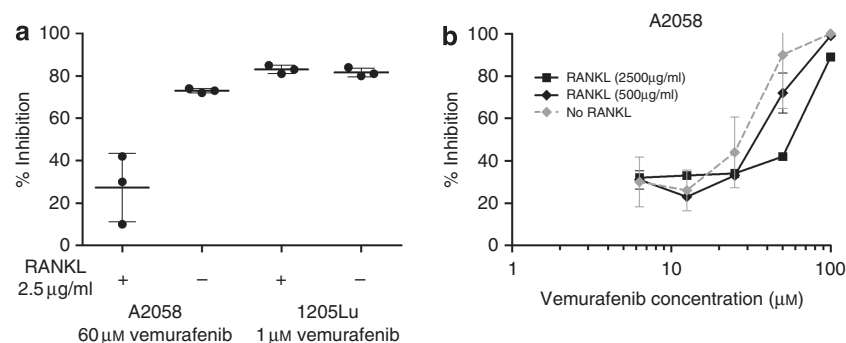 a
% Inhibition
100
80
60
40
20
0
RANKL
2.5 μg/ml
+ – + –
A2058
60 μM vemurafenib
1205Lu
1 μM vemurafenib
b
A2058
% Inhibition
100
80
60
40
20
0
RANKL (2500μg/ml)
RANKL (500μg/ml)
No RANKL
1 10 100
Vemurafenib concentration (μM)